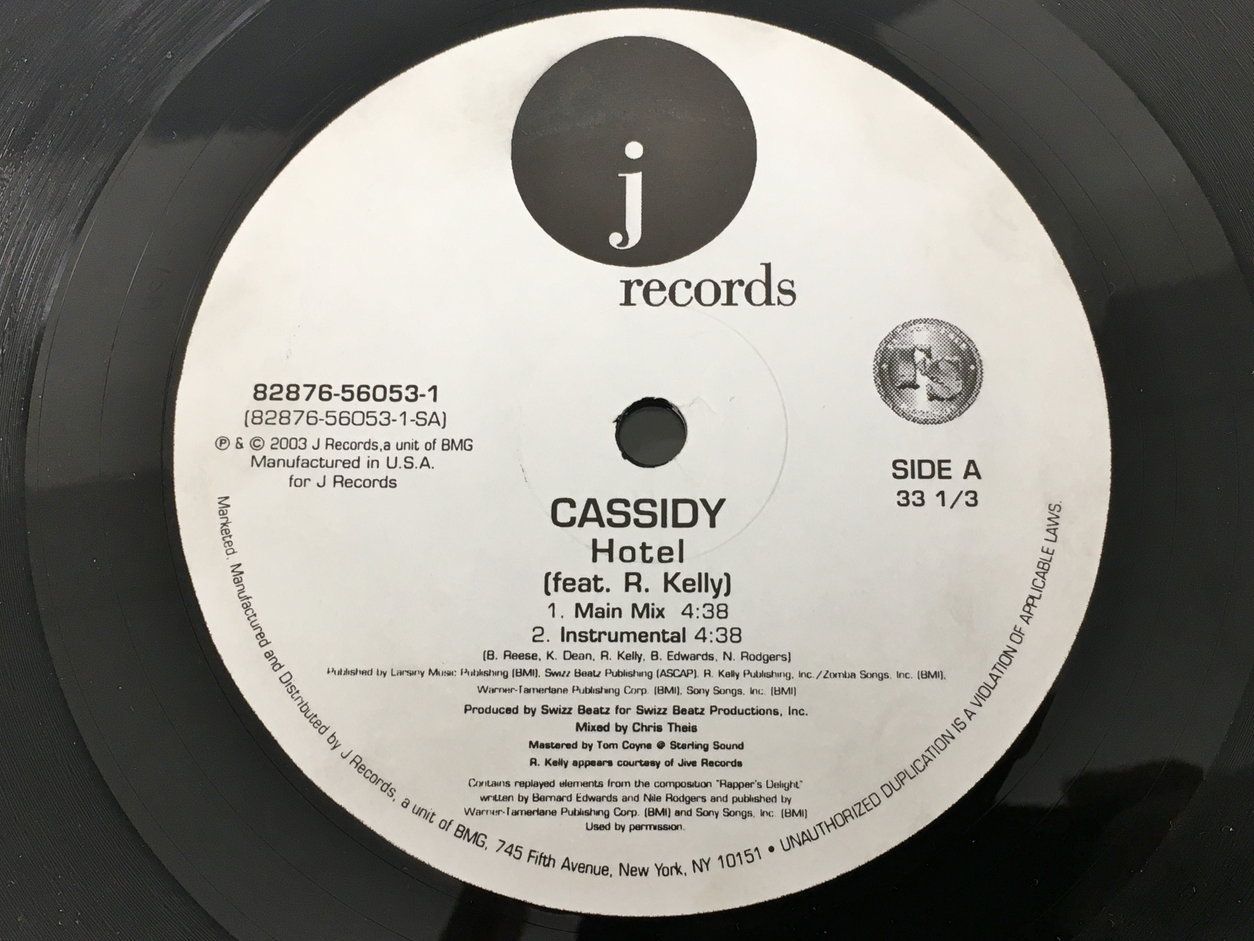 j
records
82876-56053-1
(82876-56053-1-SA)
℗ & © 2003 J Records,a unit of BMG
Manufactured in U.S.A.
for J Records
SIDE A
33 1/3
CASSIDY
Hotel
(feat. R. Kelly)
1. Main Mix 4:38
2. Instrumental 4:38
(B. Reese, K. Dean, R. Kelly, B. Edwards, N. Rodgers)
Published by Larsiny Music Publishing (BMI), Swizz Beatz Publishing (ASCAP). R. Kelly Publishing, Inc./Zomba Songs, Inc. (BMI),
Warner-Tamerlane Publishing Corp. (BMI), Sony Songs, Inc. (BMI)
Produced by Swizz Beatz for Swizz Beatz Productions, Inc.
Mixed by Chris Theis
Mastered by Tom Coyne @ Sterling Sound
R. Kelly appears courtesy of Jive Records
Contains replayed elements from the composition "Rapper's Delight"
written by Bernard Edwards and Nile Rodgers and published by
Warner-Tamerlane Publishing Corp. (BMI) and Sony Songs, Inc. (BMI)
Used by permission.
Marketed, Manufactured and Distributed by J Records, a unit of BMG, 745 Fifth Avenue, New York, NY 10151 • UNAUTHORIZED DUPLICATION IS A VIOLATION OF APPLICABLE LAWS.